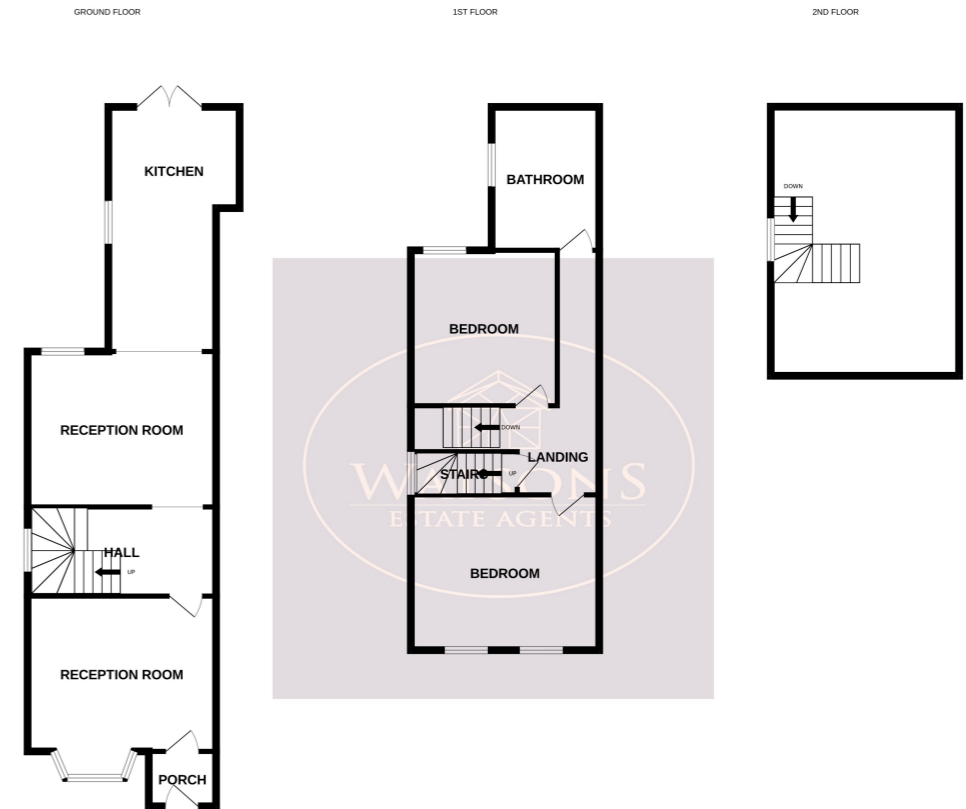 GROUND FLOOR
1ST FLOOR
2ND FLOOR
KITCHEN
RECEPTION ROOM
HALL
UP
RECEPTION ROOM
PORCH
BATHROOM
BEDROOM
DOWN
LANDING
STAIRS
UP
BEDROOM
WATSONS
ESTATE AGENTS
DOWN